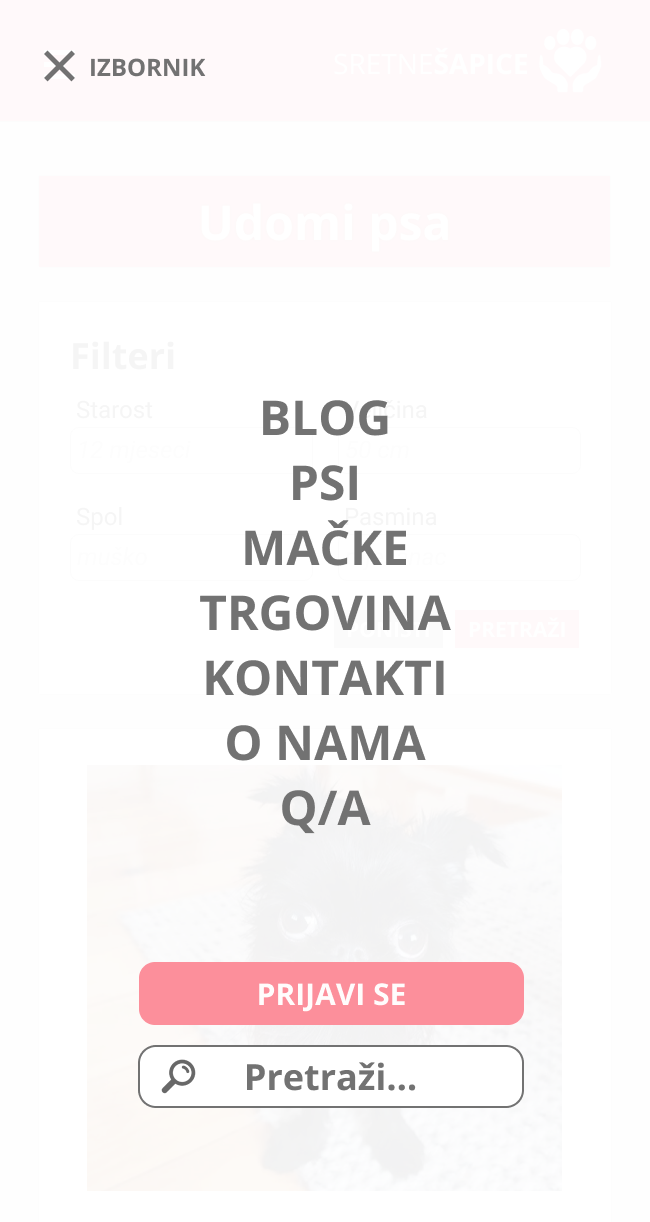 IZBORNIK
SRETNEŠAPICE
Udomi psa
Filteri
Starost
BLOG
PSI
Spol
Pasmina
MAČKE
TRGOVINA
PRETRAŽI
KONTAKTI
O NAMA
Q/A
PRIJAVI SE
Pretraži...